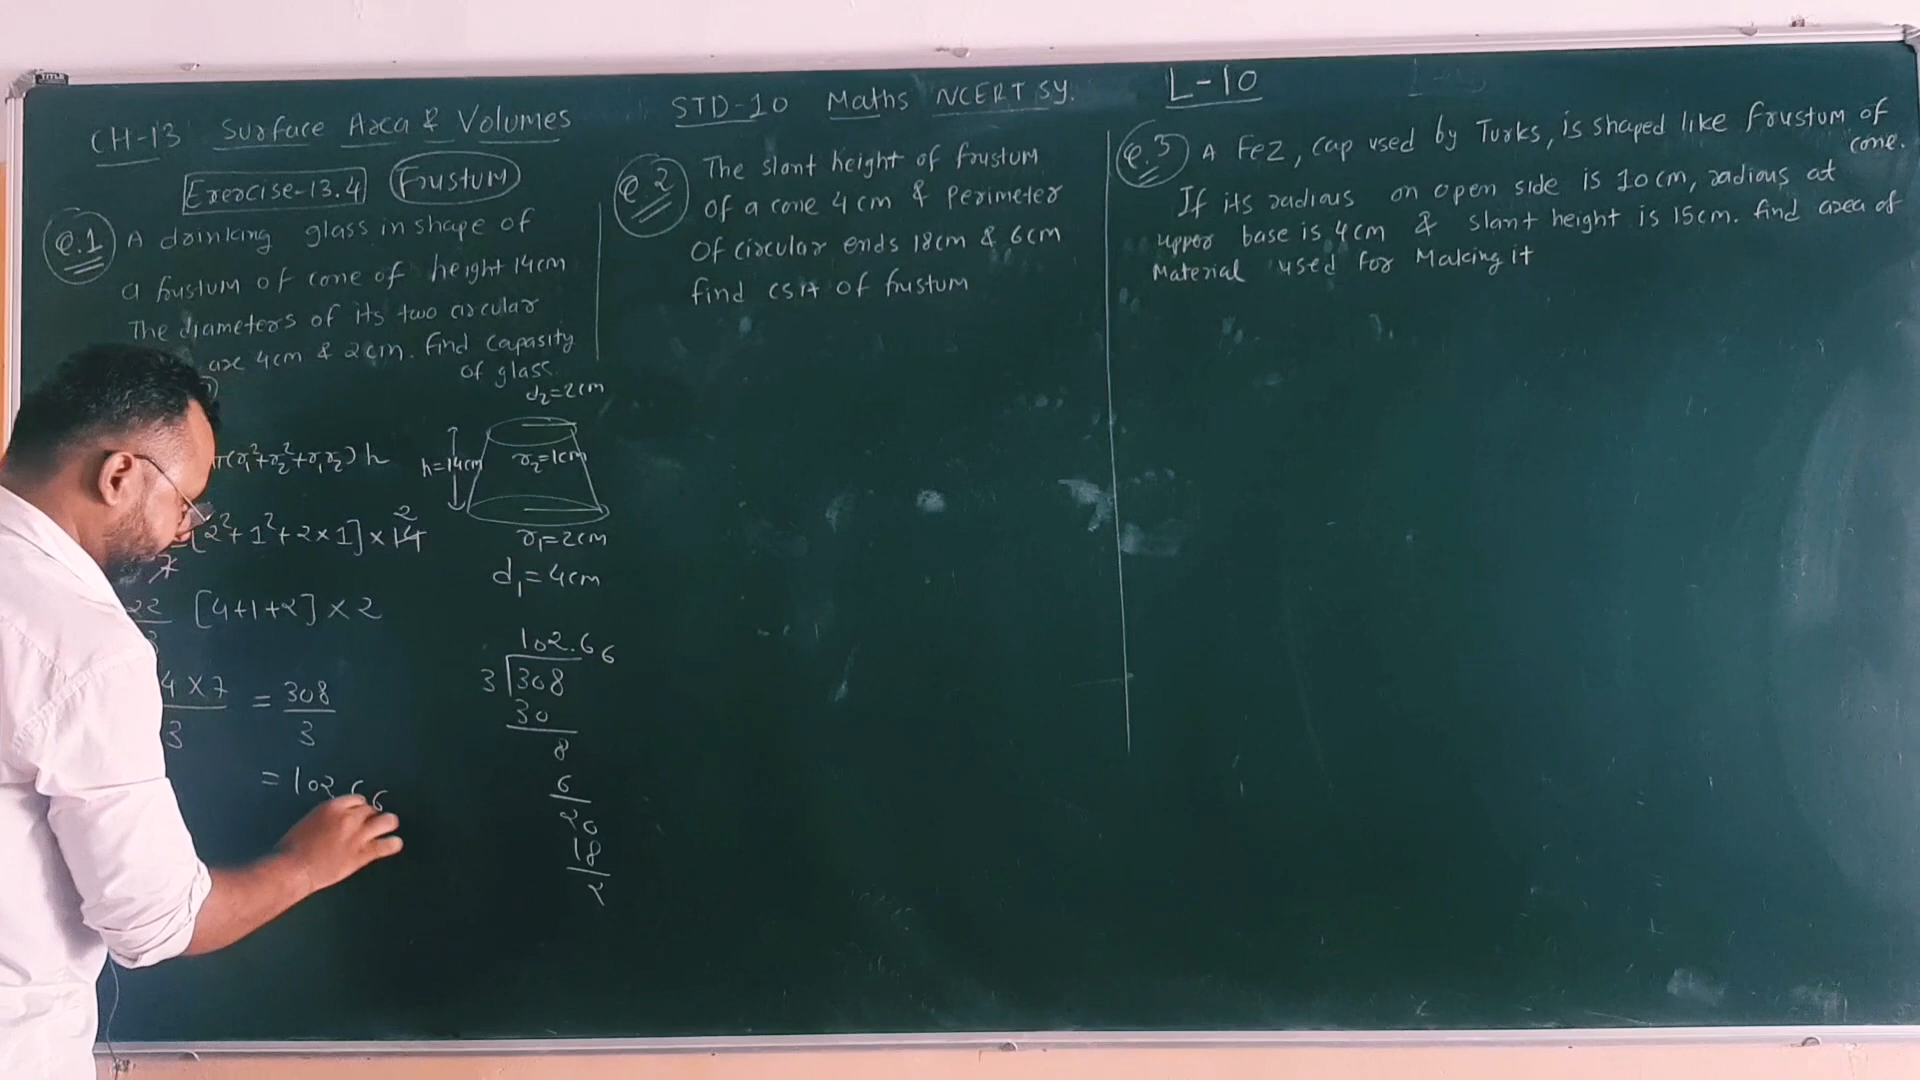 STD-10 Maths NCERT SY. L-10
CH-13 Surface Area & Volumes
Exercise-13.4 Frustum
Q.1 A drinking glass in shape of
a frustum of cone of height 14cm
The diameters of its two circular
are 4cm & 2cm. find capasity
of glass.
d₂=2cm
h=14cm
r₂=1cm
r₁=2cm
d₁=4cm
π(r₁²+r₂²+r₁r₂)h
[2²+1²+2×1]×14
2
7
22 [4+1+2]×2
3
4×7 = 308
3 3
= 102.66
102.66
3 308
30
8
6
20
18
2
Q.2 The slant height of frustum
of a cone 4cm & Perimeter
of circular ends 18cm & 6cm
find CSA of frustum
Q.3 A Fez, cap used by Turks, is shaped like frustum of
cone.
If its radious on open side is 10cm, radious at
upper base is 4cm & slant height is 15cm. find area of
Material used for Making it